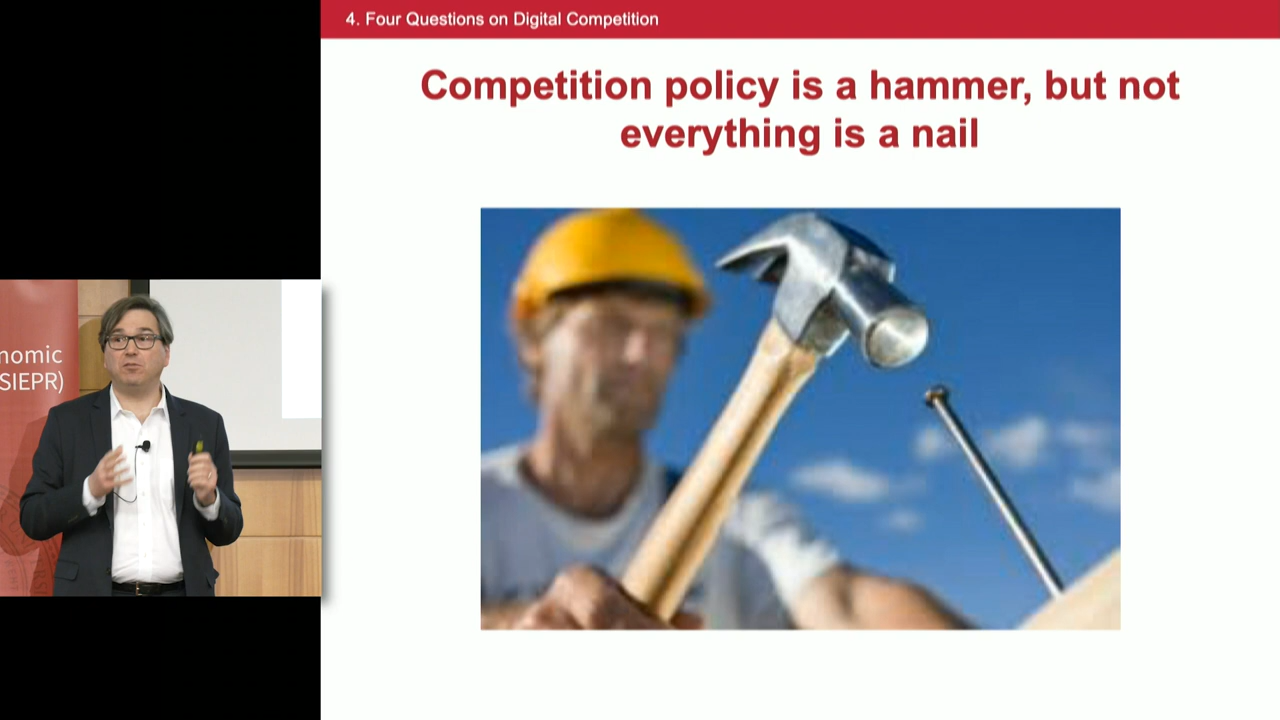 4. Four Questions on Digital Competition
Competition policy is a hammer, but not
everything is a nail
nomic
SIEPR)